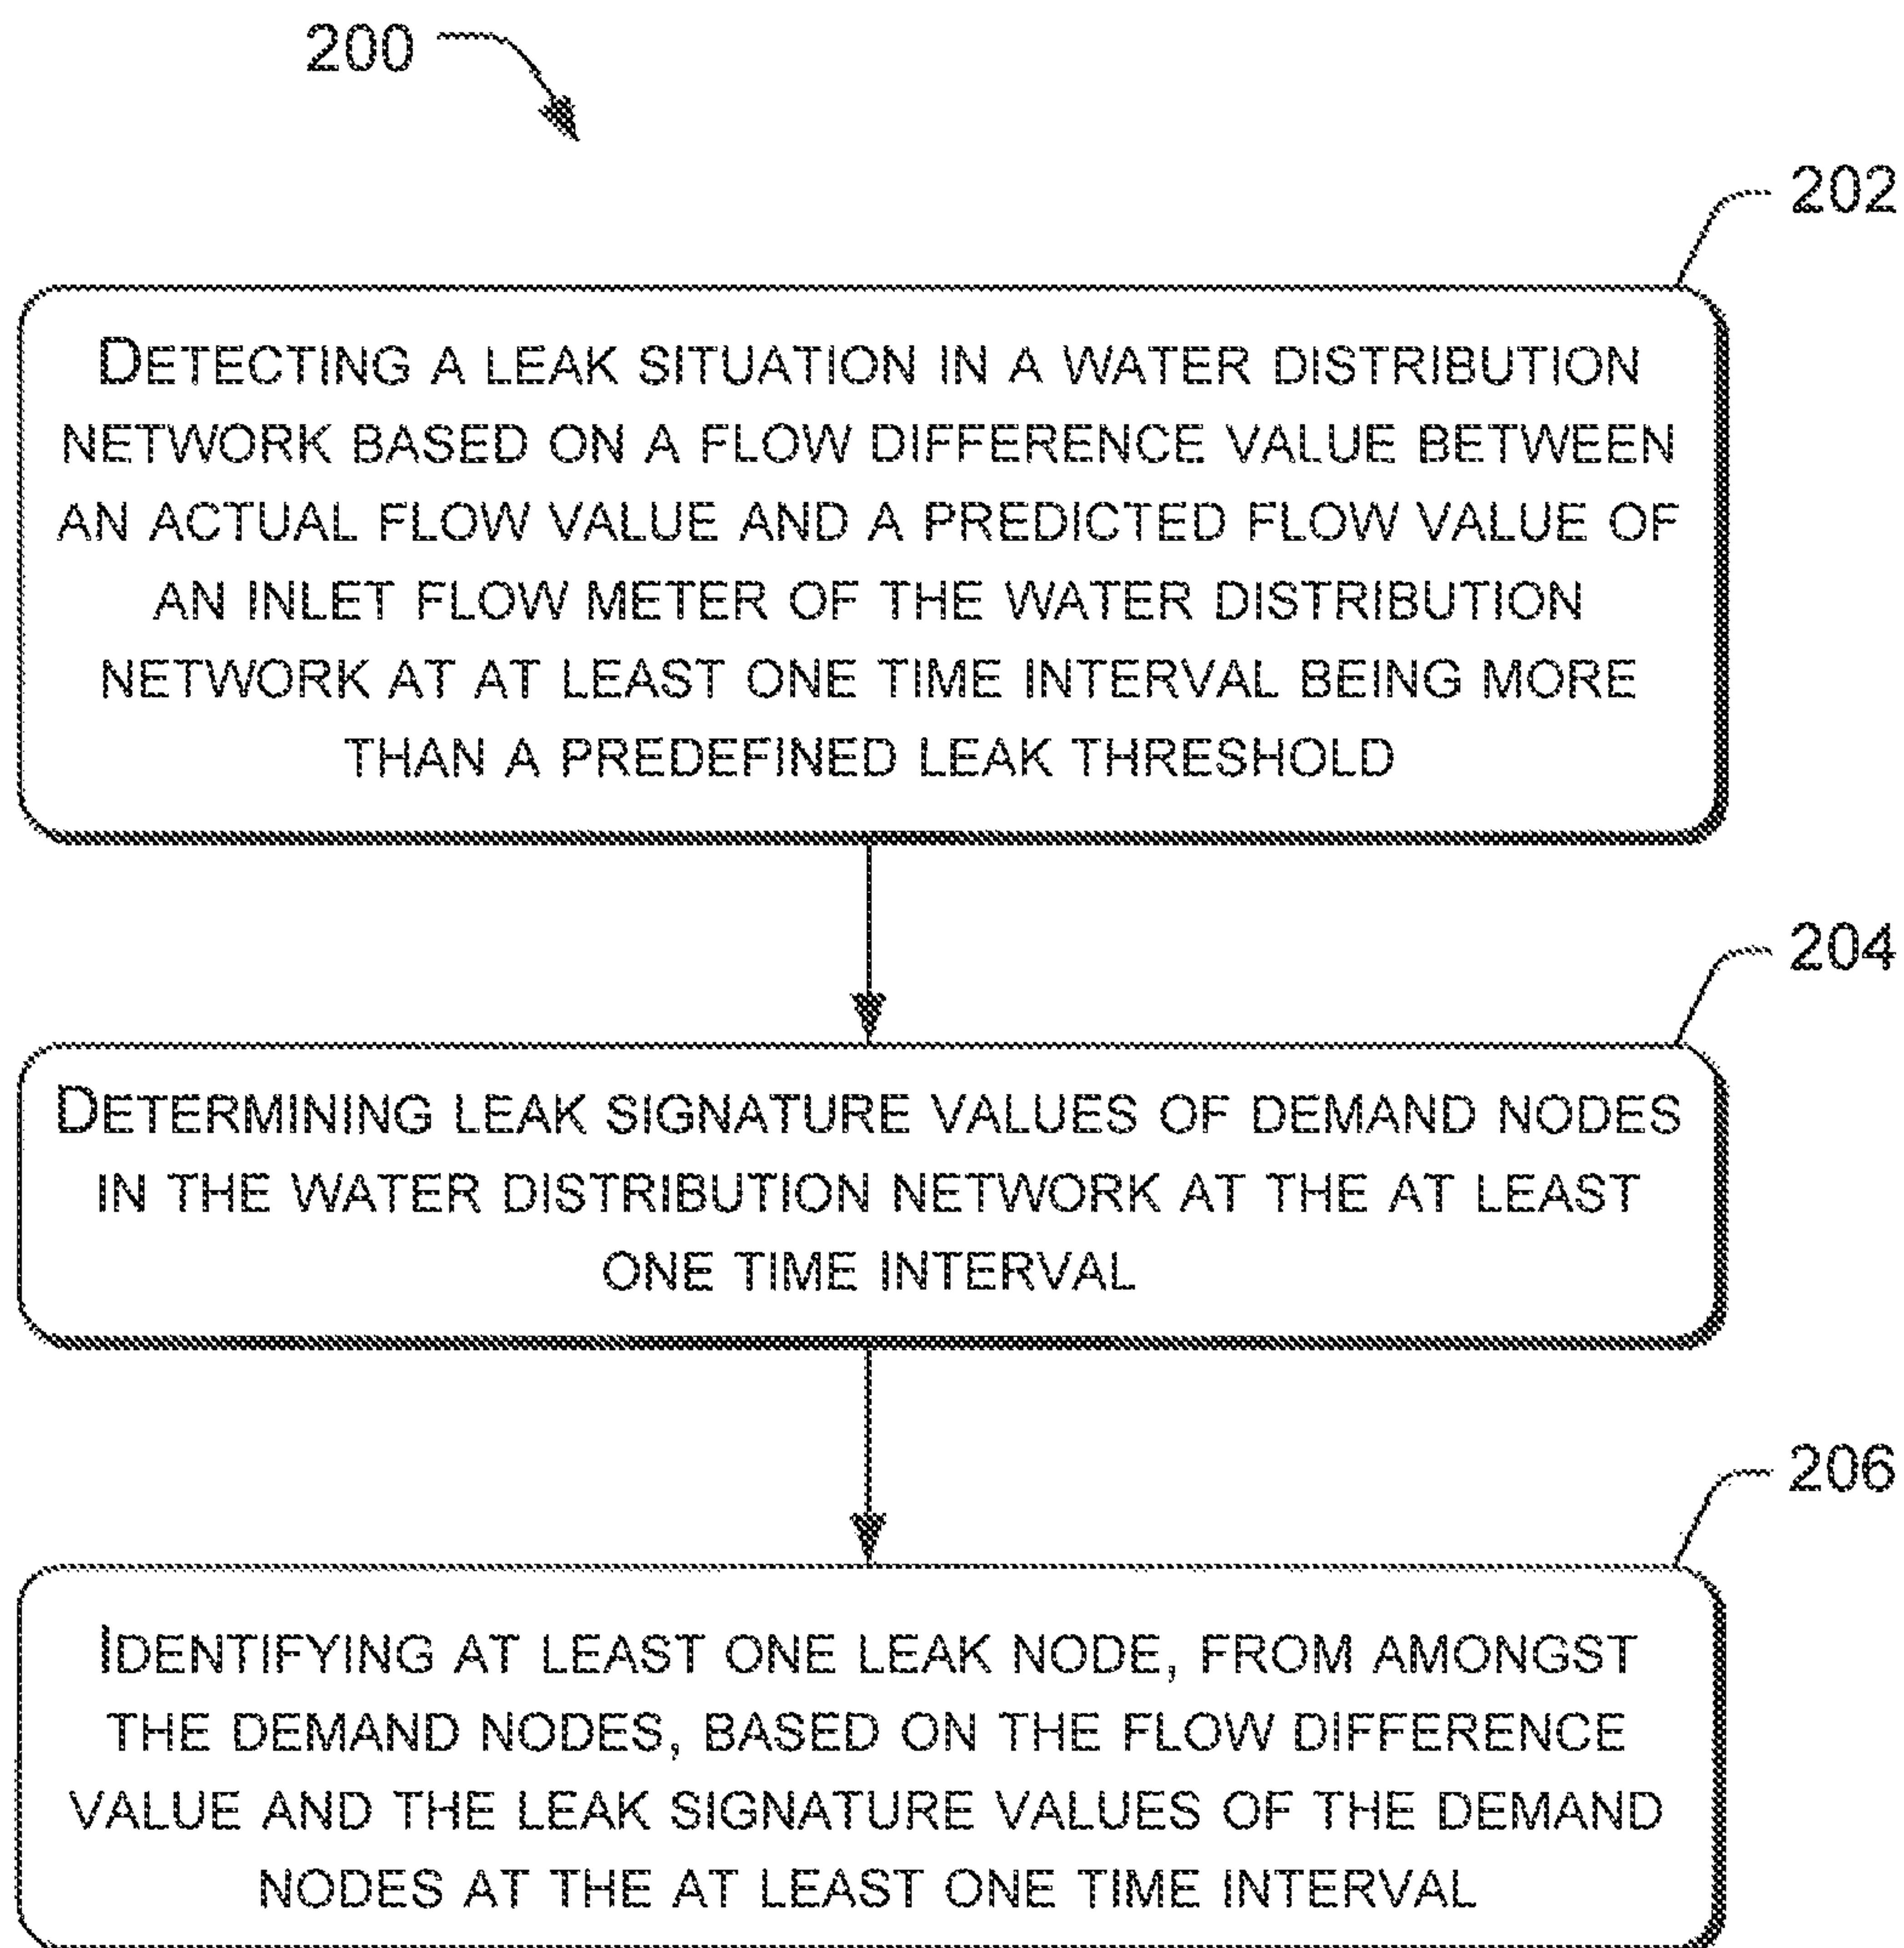 200
202
DETECTING A LEAK SITUATION IN A WATER DISTRIBUTION
NETWORK BASED ON A FLOW DIFFERENCE VALUE BETWEEN
AN ACTUAL FLOW VALUE AND A PREDICTED FLOW VALUE OF
AN INLET FLOW METER OF THE WATER DISTRIBUTION
NETWORK AT AT LEAST ONE TIME INTERVAL BEING MORE
THAN A PREDEFINED LEAK THRESHOLD
204
DETERMINING LEAK SIGNATURE VALUES OF DEMAND NODES
IN THE WATER DISTRIBUTION NETWORK AT THE AT LEAST
ONE TIME INTERVAL
206
IDENTIFYING AT LEAST ONE LEAK NODE, FROM AMONGST
THE DEMAND NODES, BASED ON THE FLOW DIFFERENCE
VALUE AND THE LEAK SIGNATURE VALUES OF THE DEMAND
NODES AT THE AT LEAST ONE TIME INTERVAL